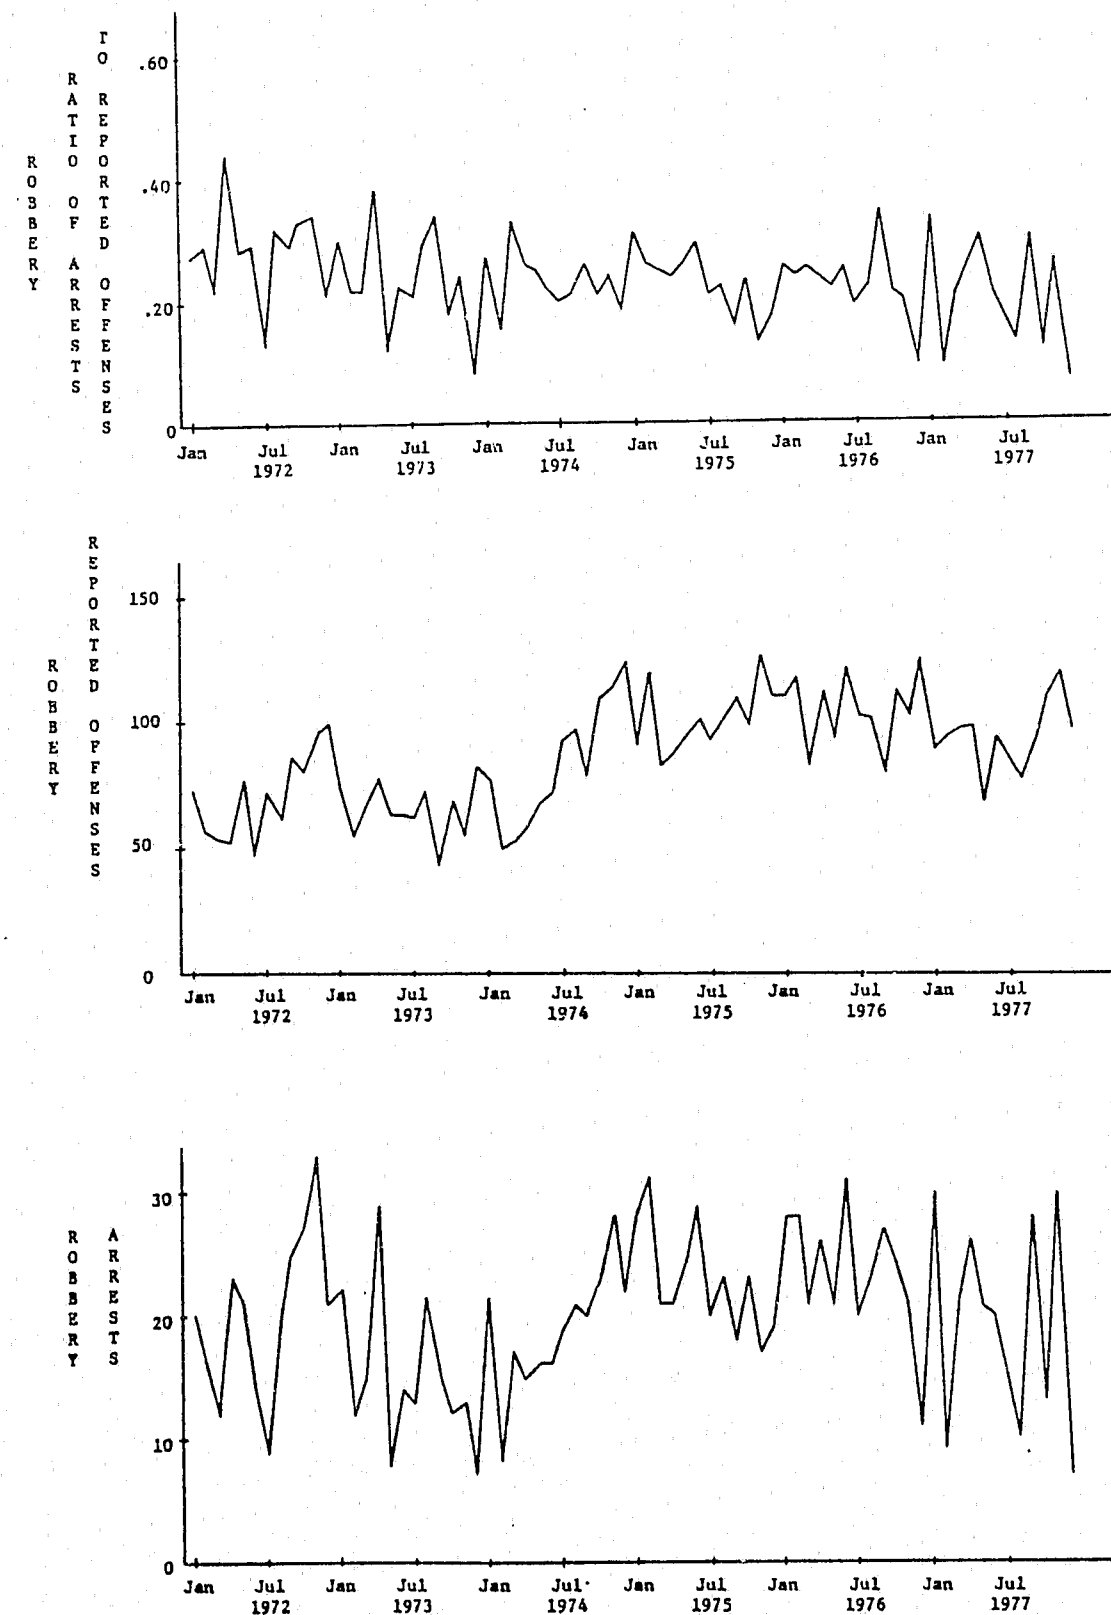 ROBBERY
RATIO OF ARRESTS
TO REPORTED OFFENSES
.60
.40
.20
0
Jan Jul Jan Jul Jan Jul Jan Jul Jan Jul Jan Jul
1972 1973 1974 1975 1976 1977
ROBBERY
REPORTED OFFENSES
150
100
50
0
Jan Jul Jan Jul Jan Jul Jan Jul Jan Jul Jan Jul
1972 1973 1974 1975 1976 1977
ROBBERY
ARRESTS
30
20
10
0
Jan Jul Jan Jul Jan Jul Jan Jul Jan Jul Jan Jul
1972 1973 1974 1975 1976 1977